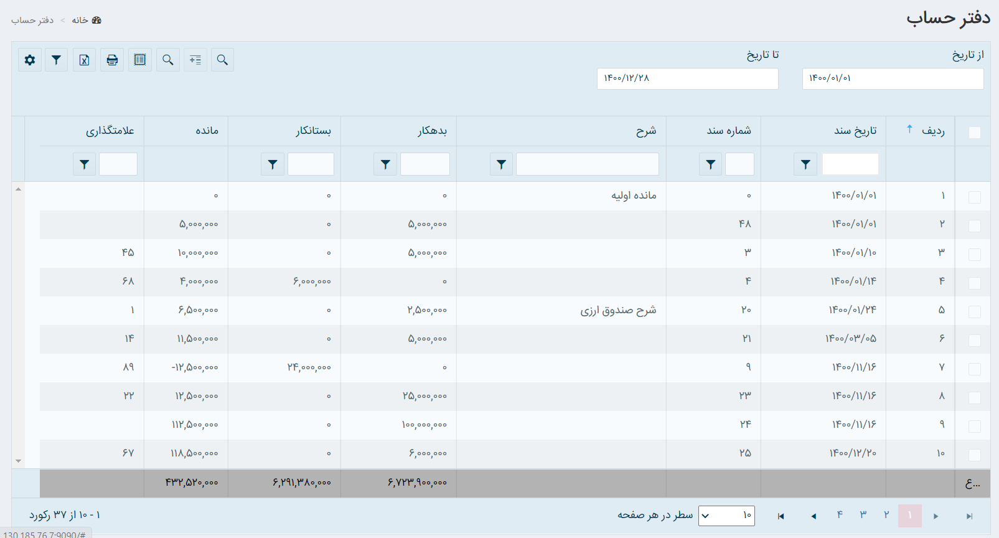 دفتر حساب
خانه > دفتر حساب
از تاریخ
تا تاریخ
۱۴۰۰/۰۱/۰۱
۱۴۰۰/۱۲/۲۸
ردیف تاریخ سند شماره سند شرح بدهکار بستانکار مانده علامتگذاری
۱ ۱۴۰۰/۰۱/۰۱ ۰ مانده اولیه ۰ ۰ ۰
۲ ۱۴۰۰/۰۱/۰۱ ۴۸ ۵,۰۰۰,۰۰۰ ۰ ۵,۰۰۰,۰۰۰
۳ ۱۴۰۰/۰۱/۱۰ ۳ ۵,۰۰۰,۰۰۰ ۰ ۱۰,۰۰۰,۰۰۰ ۴۵
۴ ۱۴۰۰/۰۱/۱۴ ۴ ۰ ۶,۰۰۰,۰۰۰ ۴,۰۰۰,۰۰۰ ۶۸
۵ ۱۴۰۰/۰۱/۲۴ ۲۰ شرح صندوق ارزی ۲,۵۰۰,۰۰۰ ۰ ۶,۵۰۰,۰۰۰ ۱
۶ ۱۴۰۰/۰۳/۰۵ ۲۱ ۵,۰۰۰,۰۰۰ ۰ ۱۱,۵۰۰,۰۰۰ ۱۴
۷ ۱۴۰۰/۱۱/۱۶ ۹ ۰ ۲۴,۰۰۰,۰۰۰ -۱۲,۵۰۰,۰۰۰ ۸۹
۸ ۱۴۰۰/۱۱/۱۶ ۲۳ ۲۵,۰۰۰,۰۰۰ ۰ ۱۲,۵۰۰,۰۰۰ ۲۲
۹ ۱۴۰۰/۱۱/۱۶ ۲۴ ۱۰۰,۰۰۰,۰۰۰ ۰ ۱۱۲,۵۰۰,۰۰۰
۱۰ ۱۴۰۰/۱۲/۲۰ ۲۵ ۶,۰۰۰,۰۰۰ ۰ ۱۱۸,۵۰۰,۰۰۰ ۶۷
...ع ۶,۷۲۳,۹۰۰,۰۰۰ ۶,۲۹۱,۳۸۰,۰۰۰ ۴۳۲,۵۲۰,۰۰۰
۱ ۲ ۳ ۴ ۱۰ سطر در هر صفحه ۱ - ۱۰ از ۳۷ رکورد
130.185.76.7:9090/#